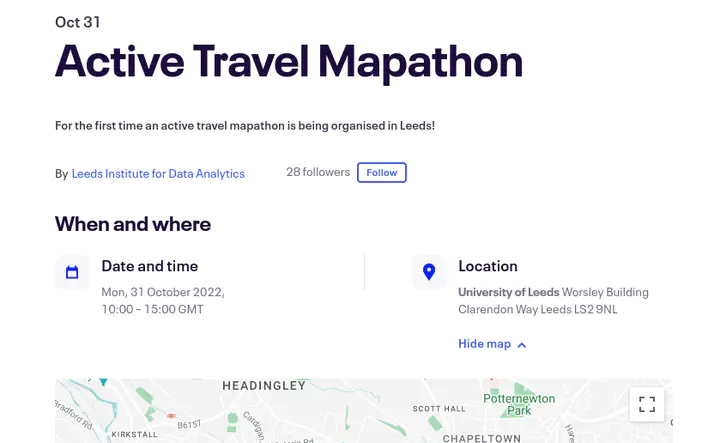 Oct 31
Active Travel Mapathon
For the first time an active travel mapathon is being organised in Leeds!
By Leeds Institute for Data Analytics
28 followers
Follow
When and where
Date and time
Mon, 31 October 2022,
10:00 – 15:00 GMT
Location
University of Leeds Worsley Building
Clarendon Way Leeds LS2 9NL
Hide map
HEADINGLEY
Potternewton
Park
SCOTT HALL
Bradford Rd
B6157
Cardigan
KIRKSTALL
CHAPELTOWN